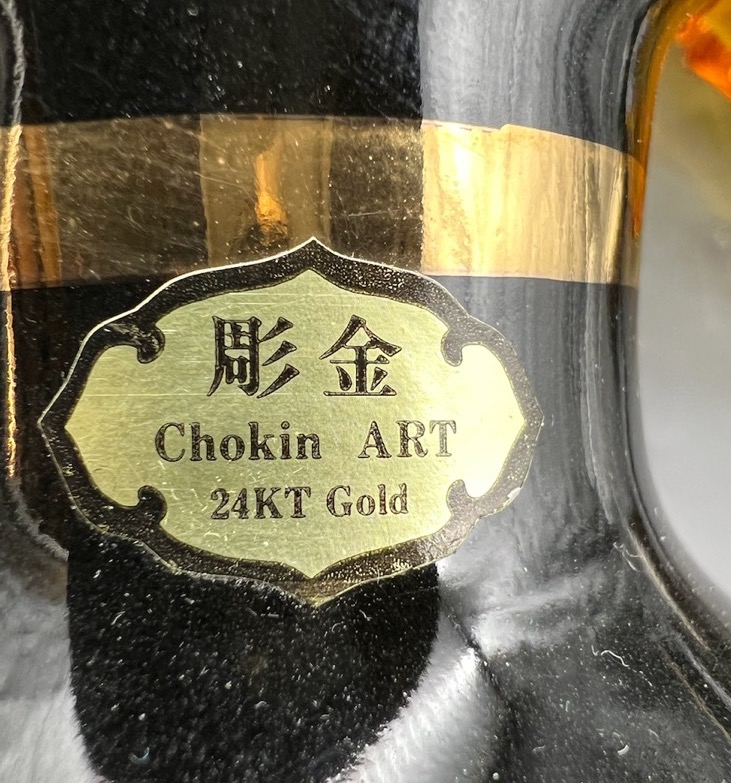 彫金
Chokin ART
24KT Gold